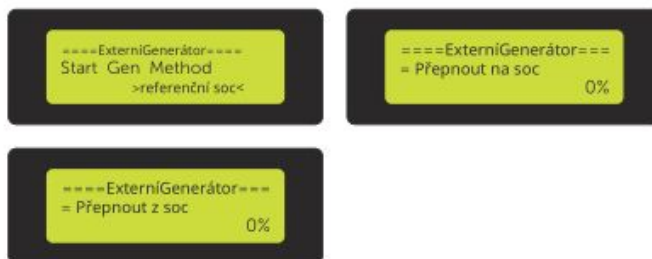 ====ExterníGenerátor====
Start Gen Method
>referenční soc<
====ExterníGenerátor===
= Přepnout na soc
0%
====ExterníGenerátor===
= Přepnout z soc
0%